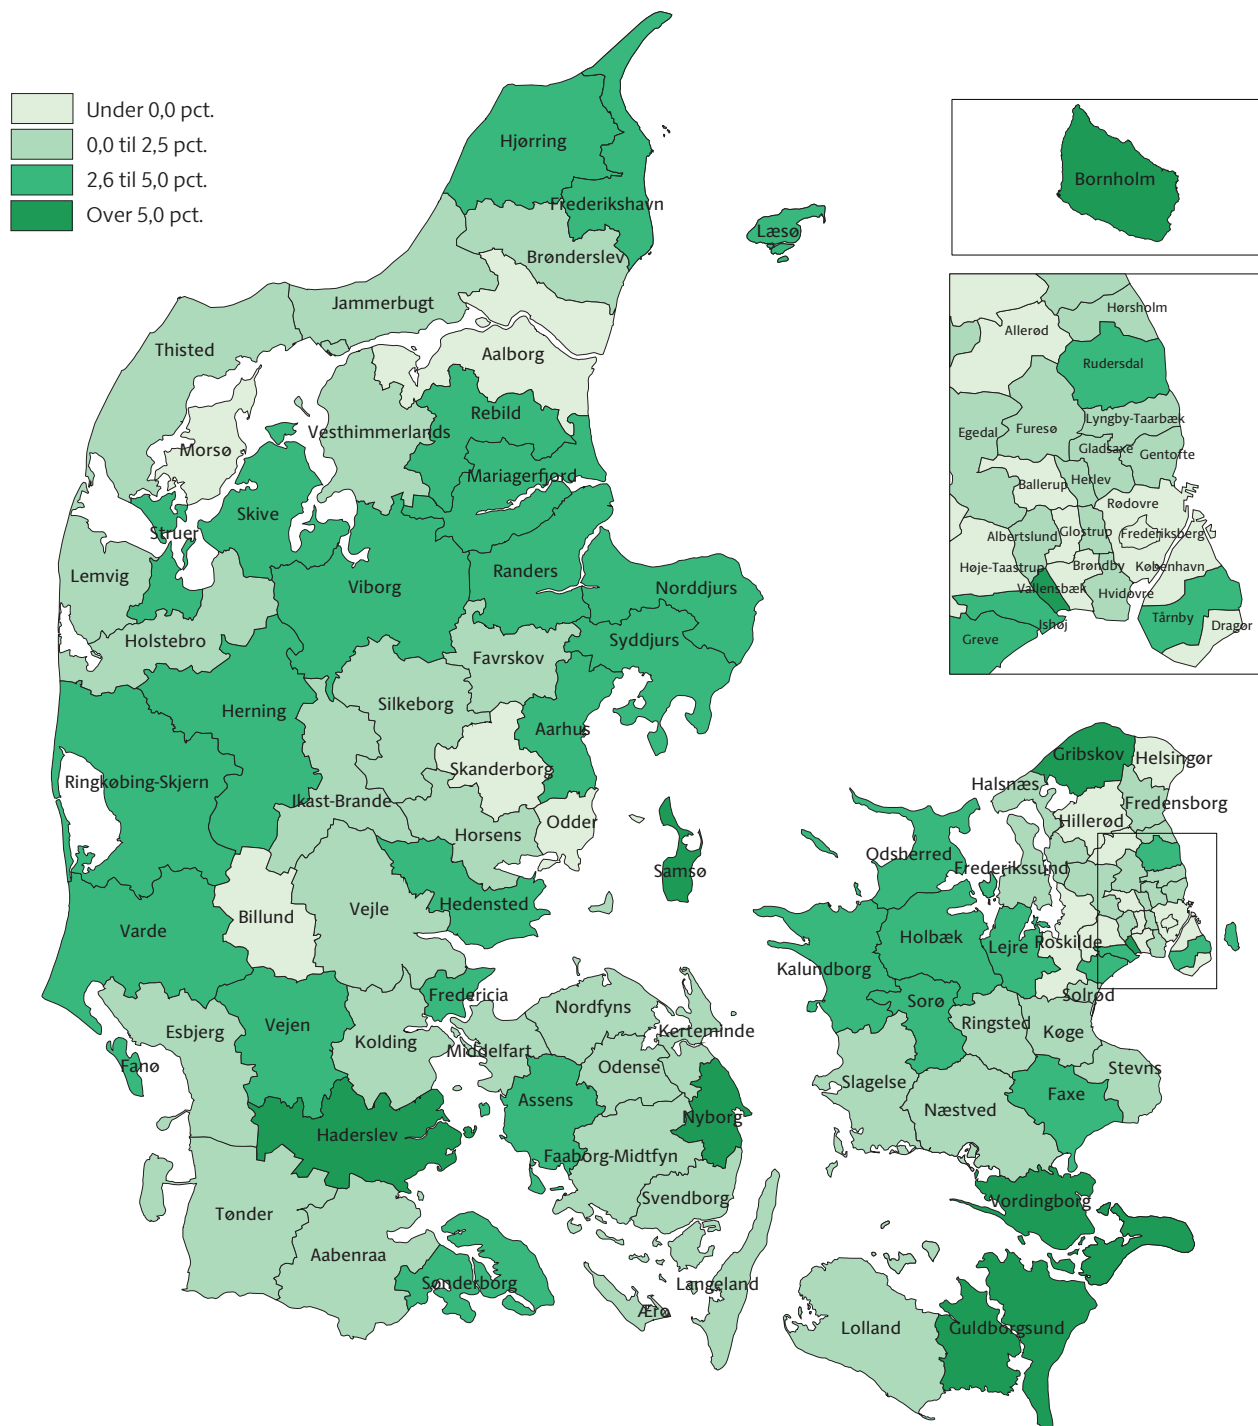 Under 0,0 pct.
0,0 til 2,5 pct.
2,6 til 5,0 pct.
Over 5,0 pct.
Hjørring
Frederikshavn
Læsø
Brønderslev
Jammerbugt
Thisted
Aalborg
Rebild
Vesthimmerlands
Morsø
Mariagerfjord
Skive
Struer
Lemvig
Viborg
Randers
Norddjurs
Holstebro
Syddjurs
Favrskov
Silkeborg
Herning
Aarhus
Skanderborg
Ringkøbing-Skjern
Ikast-Brande
Odder
Horsens
Samsø
Hedensted
Billund
Vejle
Varde
Fredericia
Vejen
Esbjerg
Kolding
Fanø
Haderslev
Tønder
Aabenraa
Sønderborg
Nordfyns
Kerteminde
Middelfart
Odense
Assens
Nyborg
Faaborg-Midtfyn
Svendborg
Langeland
Ærø
Bornholm
Hørsholm
Allerød
Rudersdal
Lyngby-Taarbæk
Egedal
Furesø
Gladsaxe
Gentofte
Ballerup
Herlev
Rødovre
Albertslund
Glostrup
Frederiksberg
Høje-Taastrup
Brøndby
København
Vallensbæk
Hvidovre
Ishøj
Tårnby
Dragør
Greve
Gribskov
Helsingør
Halsnæs
Fredensborg
Hillerød
Odsherred
Frederikssund
Holbæk
Lejre
Roskilde
Kalundborg
Solrød
Sorø
Ringsted
Køge
Stevns
Slagelse
Næstved
Faxe
Vordingborg
Lolland
Guldborgsund